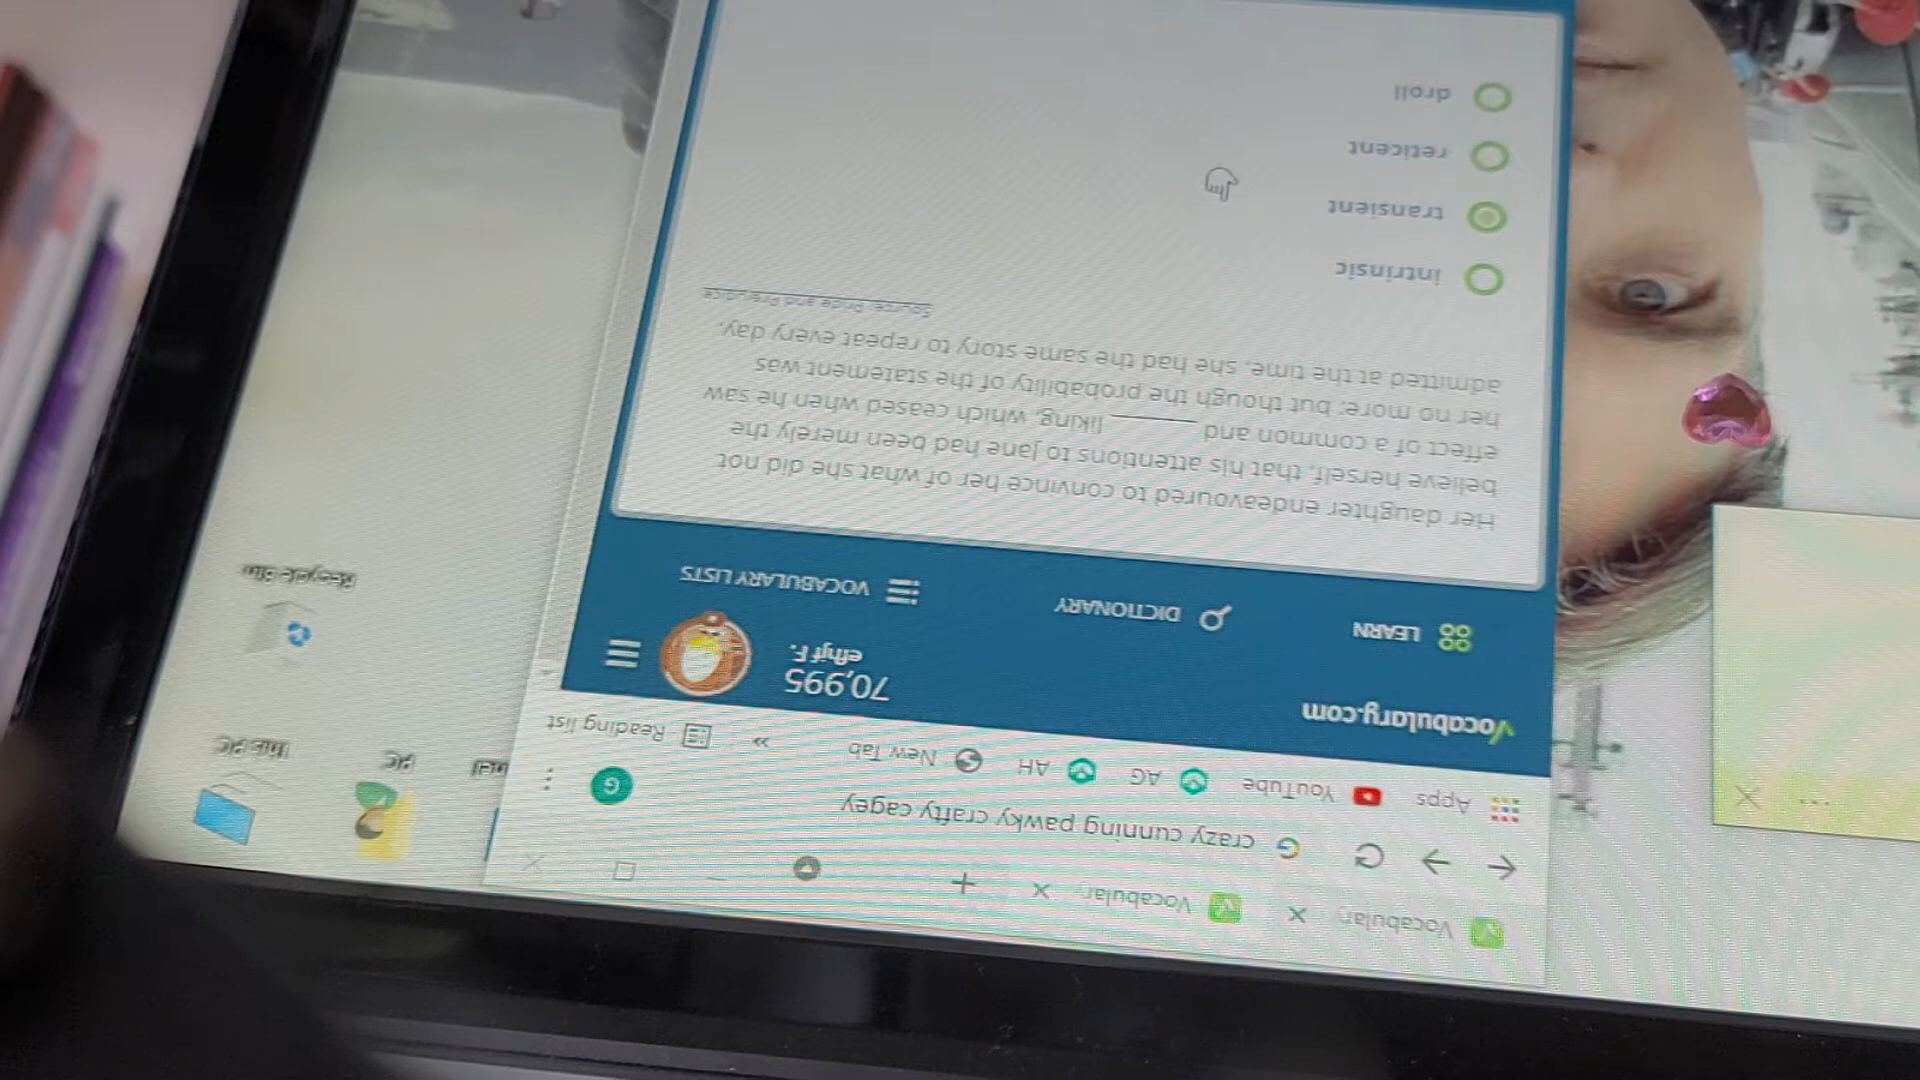 Vocabulary
Vocabulary
crazy cunning pawky crafty cagey
G
Apps
YouTube
AG
AH
New Tab
»
Reading list
Vocabulary.com
70,995
LEARN
DICTIONARY
VOCABULARY LISTS
Her daughter endeavoured to convince her of what she did not
believe herself, that his attentions to Jane had been merely the
effect of a common and ______ liking, which ceased when he saw
her no more; but though the probability of the statement was
admitted at the time, she had the same story to repeat every day.
Source: Pride and Prejudice
intrinsic
transient
reticent
droll
PC
This PC
Recycle Bin